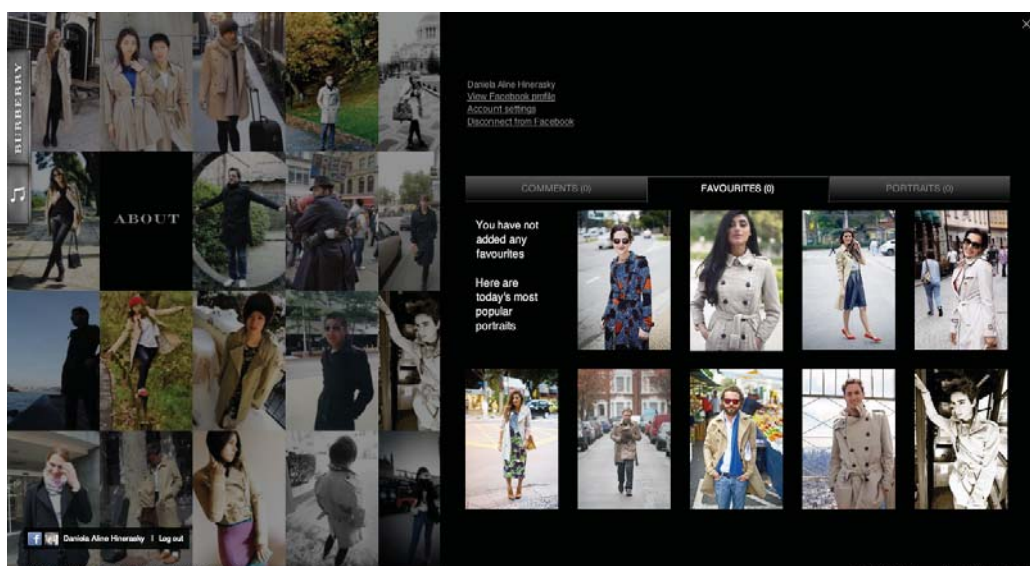 BURBERRY
ABOUT
Daniela Aline Hinerasky | Log out
Daniela Aline Hinerasky
View Facebook profile
Account settings
Disconnect from Facebook
COMMENTS (0)
FAVOURITES (0)
PORTRAITS (0)
You have not
added any
favourites
Here are
today's most
popular
portraits